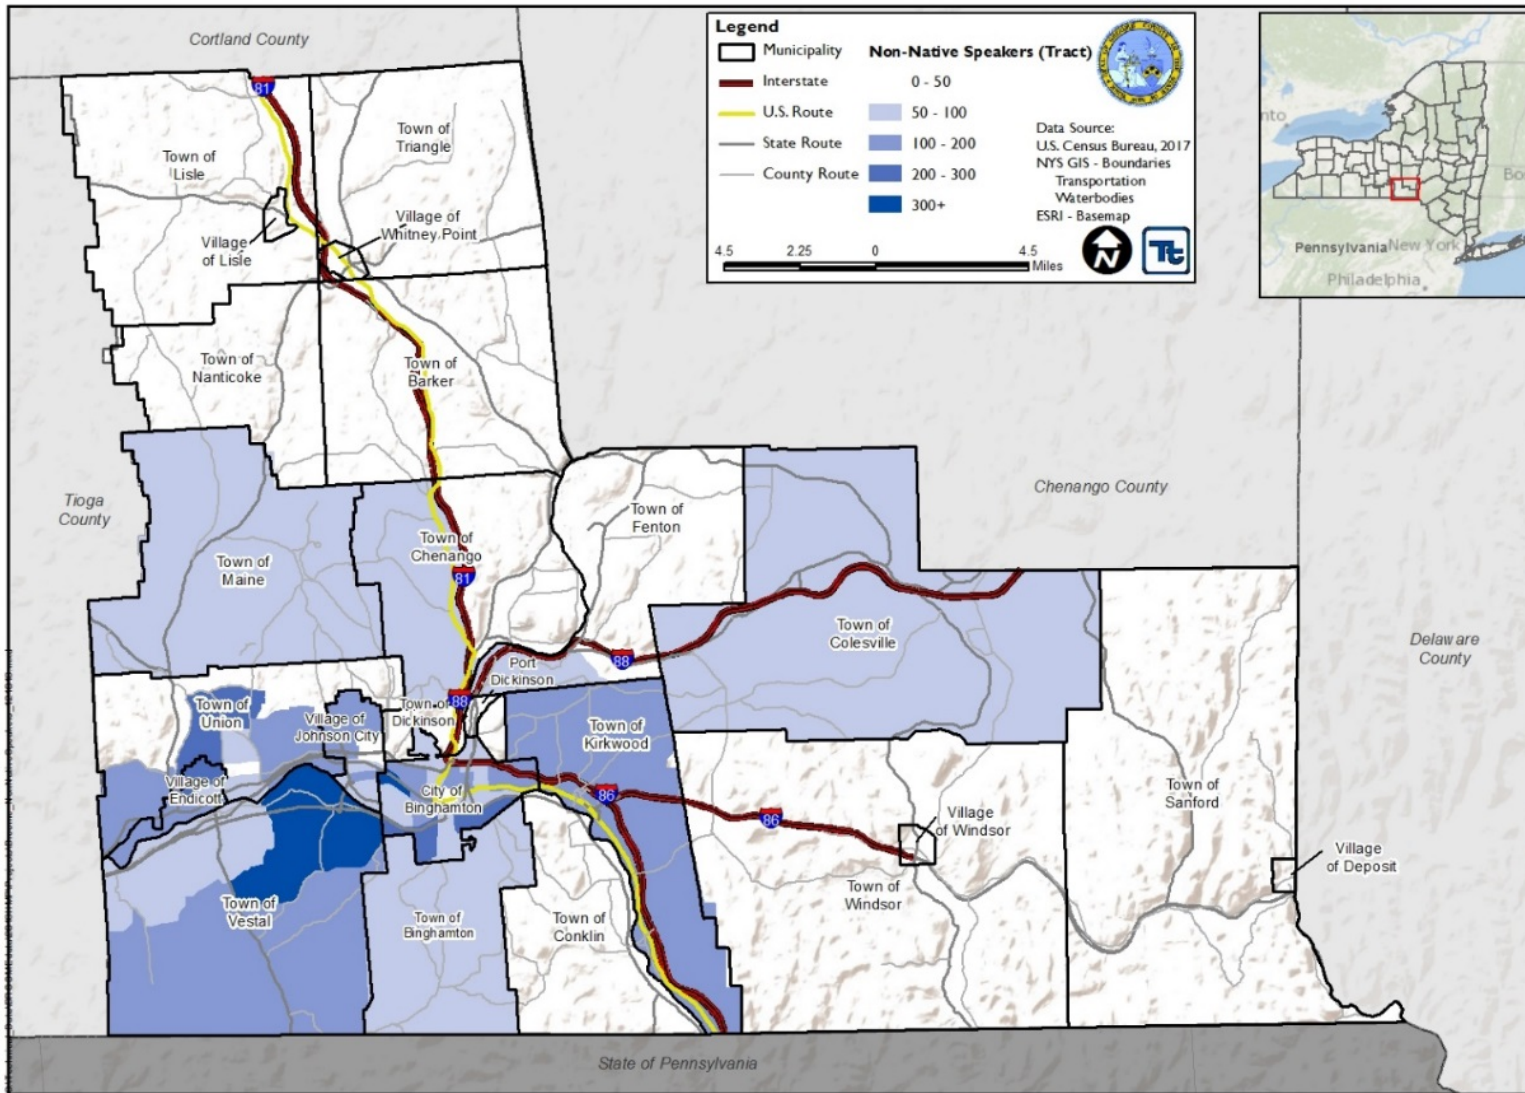 Cortland County
Legend
Municipality
Interstate
U.S. Route
State Route
County Route
Non-Native Speakers (Tract)
0 - 50
50 - 100
100 - 200
200 - 300
300+
Data Source:
U.S. Census Bureau, 2017
NYS GIS - Boundaries
Transportation
Waterbodies
ESRI - Basemap
4.5 2.25 0 4.5
Miles
N
Tt
Pennsylvania
New York
Philadelphia
81
Town of
Triangle
Town of
Lisle
Village of
Whitney Point
Village
of Lisle
Town of
Nanticoke
Town of
Barker
Tioga
County
Chenango County
Town of
Fenton
Town of
Chenango
Town of
Maine
81
Town of
Colesville
Delaware
County
88
Port
Dickinson
88
Town of
Dickinson
Town of
Union
Village of
Johnson City
Town of
Kirkwood
Village of
Endicott
City of
Binghamton
86
86
Village
of Windsor
Town of
Sanford
Village
of Deposit
Town of
Windsor
Town of
Vestal
Town of
Binghamton
Town of
Conklin
State of Pennsylvania